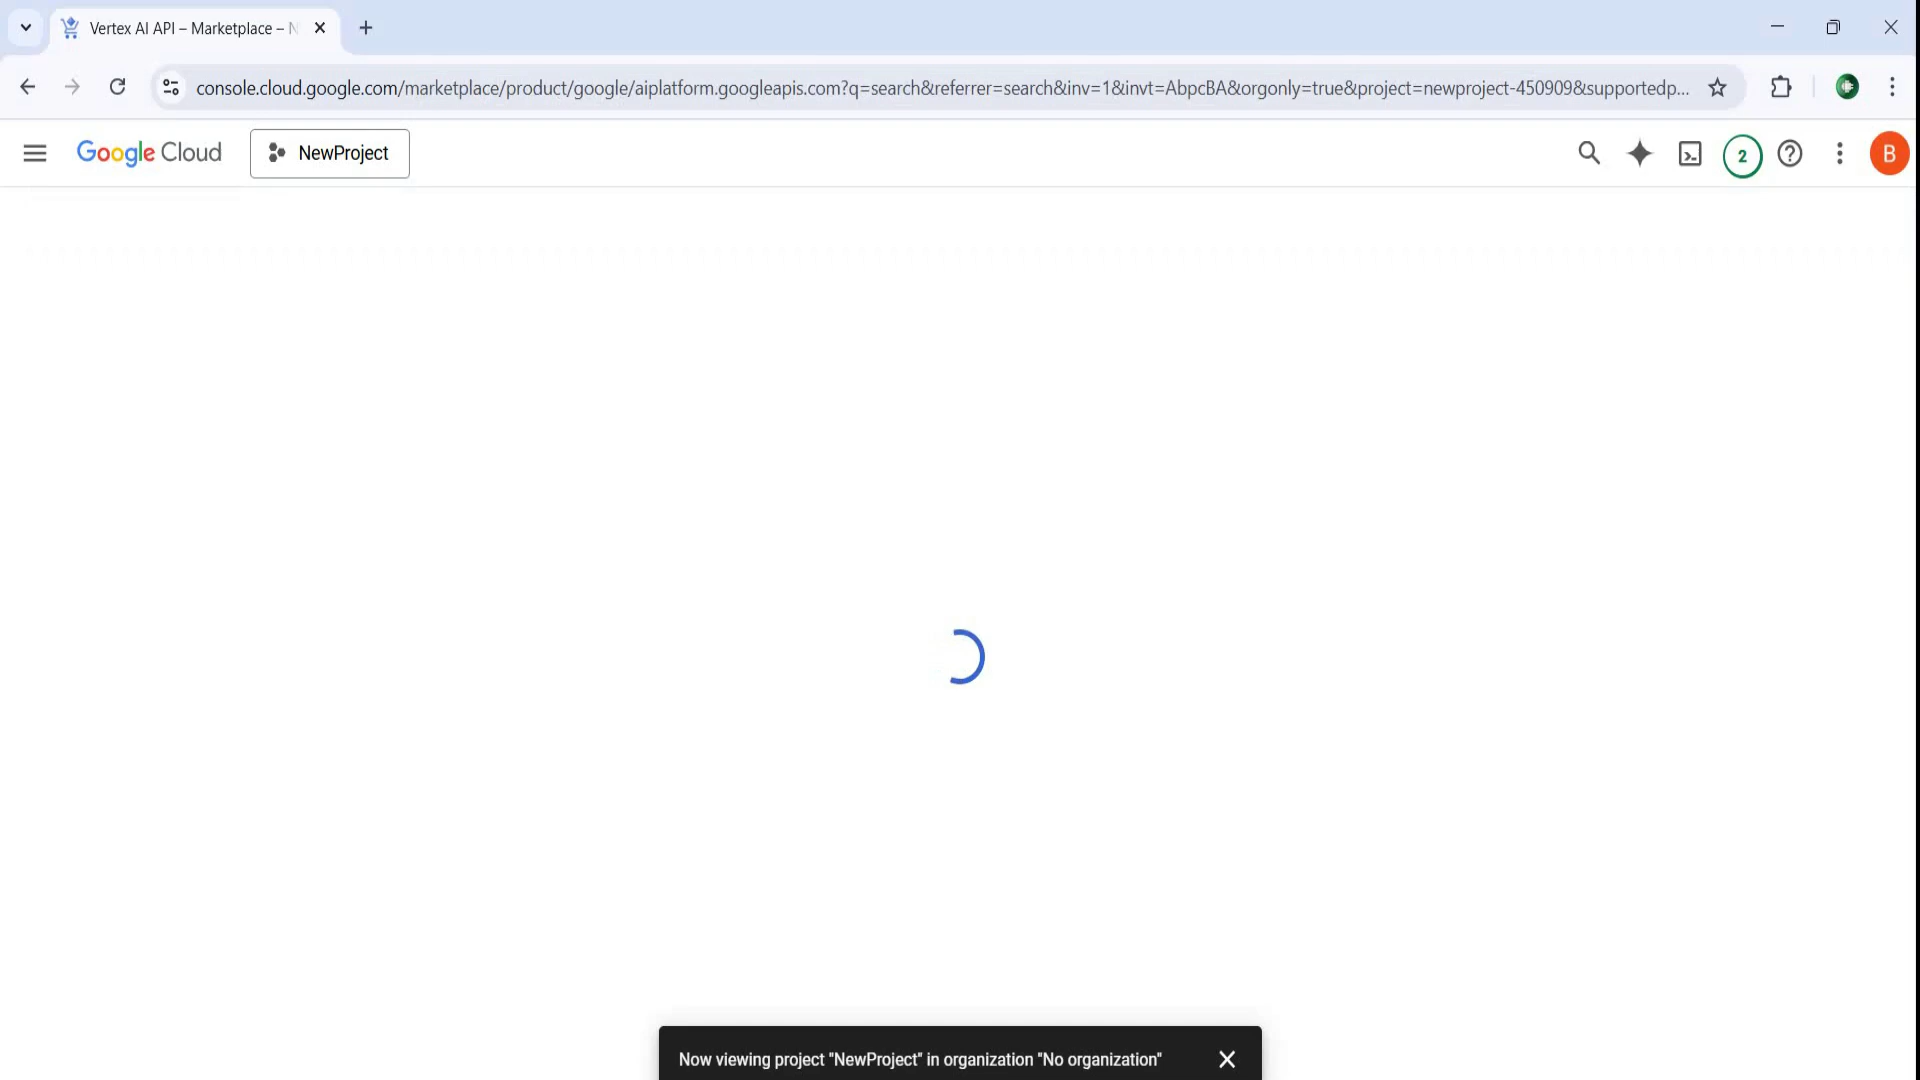 Vertex AI API – Marketplace – N
console.cloud.google.com/marketplace/product/google/aiplatform.googleapis.com?q=search&referrer=search&inv=1&invt=AbpcBA&orgonly=true&project=newproject-450909&supportedp...
Google Cloud
NewProject
2
B
Now viewing project "NewProject" in organization "No organization"